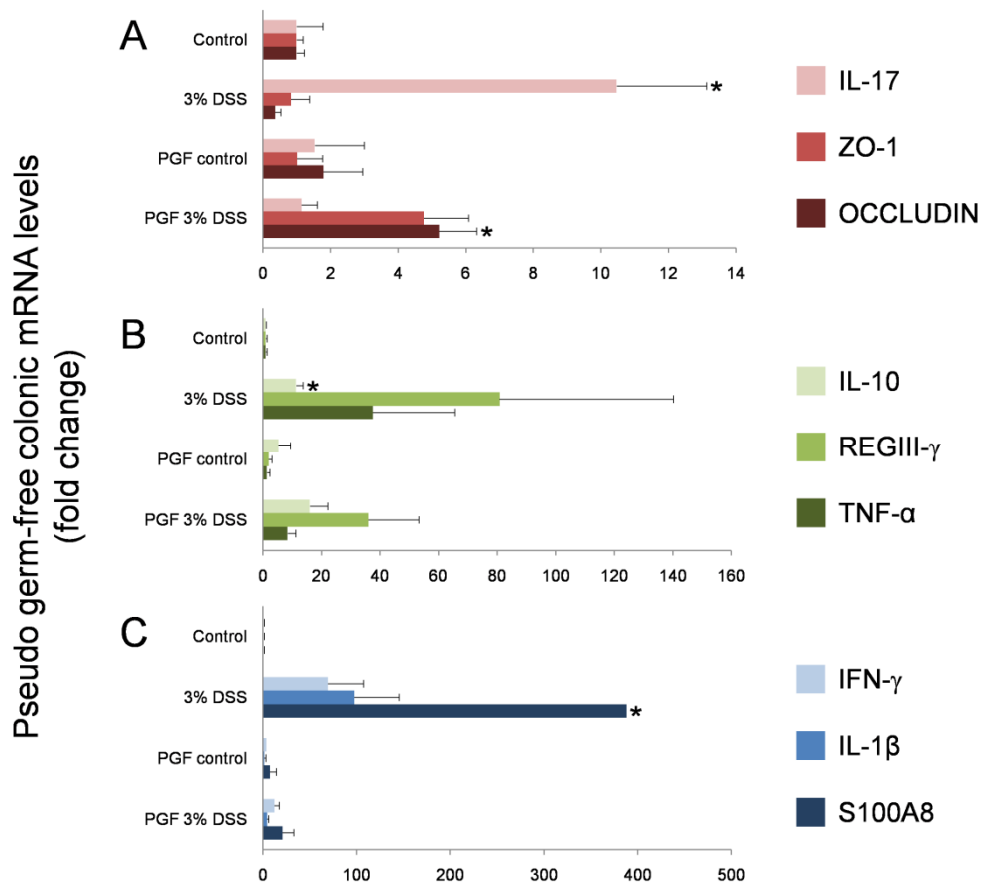 Pseudo germ-free colonic mRNA levels
(fold change)
A
Control
3% DSS
*
PGF control
PGF 3% DSS
*
0 2 4 6 8 10 12 14
IL-17
ZO-1
OCCLUDIN
B
Control
3% DSS
*
PGF control
PGF 3% DSS
0 20 40 60 80 100 120 140 160
IL-10
REGIII-γ
TNF-α
C
Control
3% DSS
*
PGF control
PGF 3% DSS
0 100 200 300 400 500
IFN-γ
IL-1β
S100A8